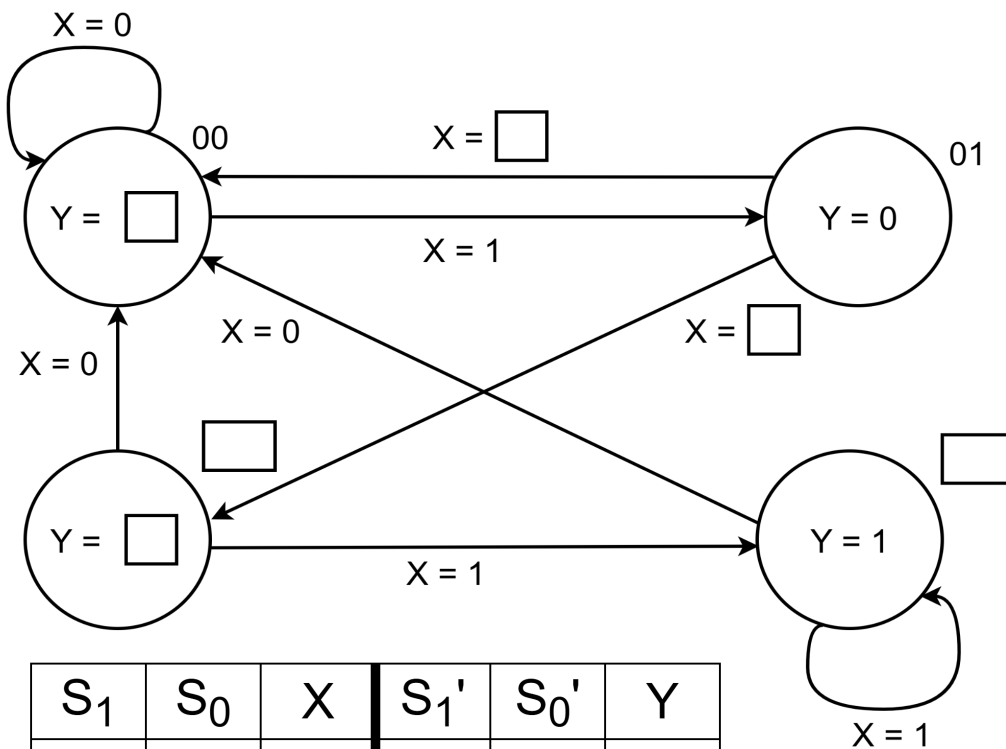 X = 0
00
X =
01
Y =
Y = 0
X = 1
X = 0
X =
X = 0
Y =
Y = 1
X = 1
S₁ S₀ X S₁' S₀' Y
X = 1